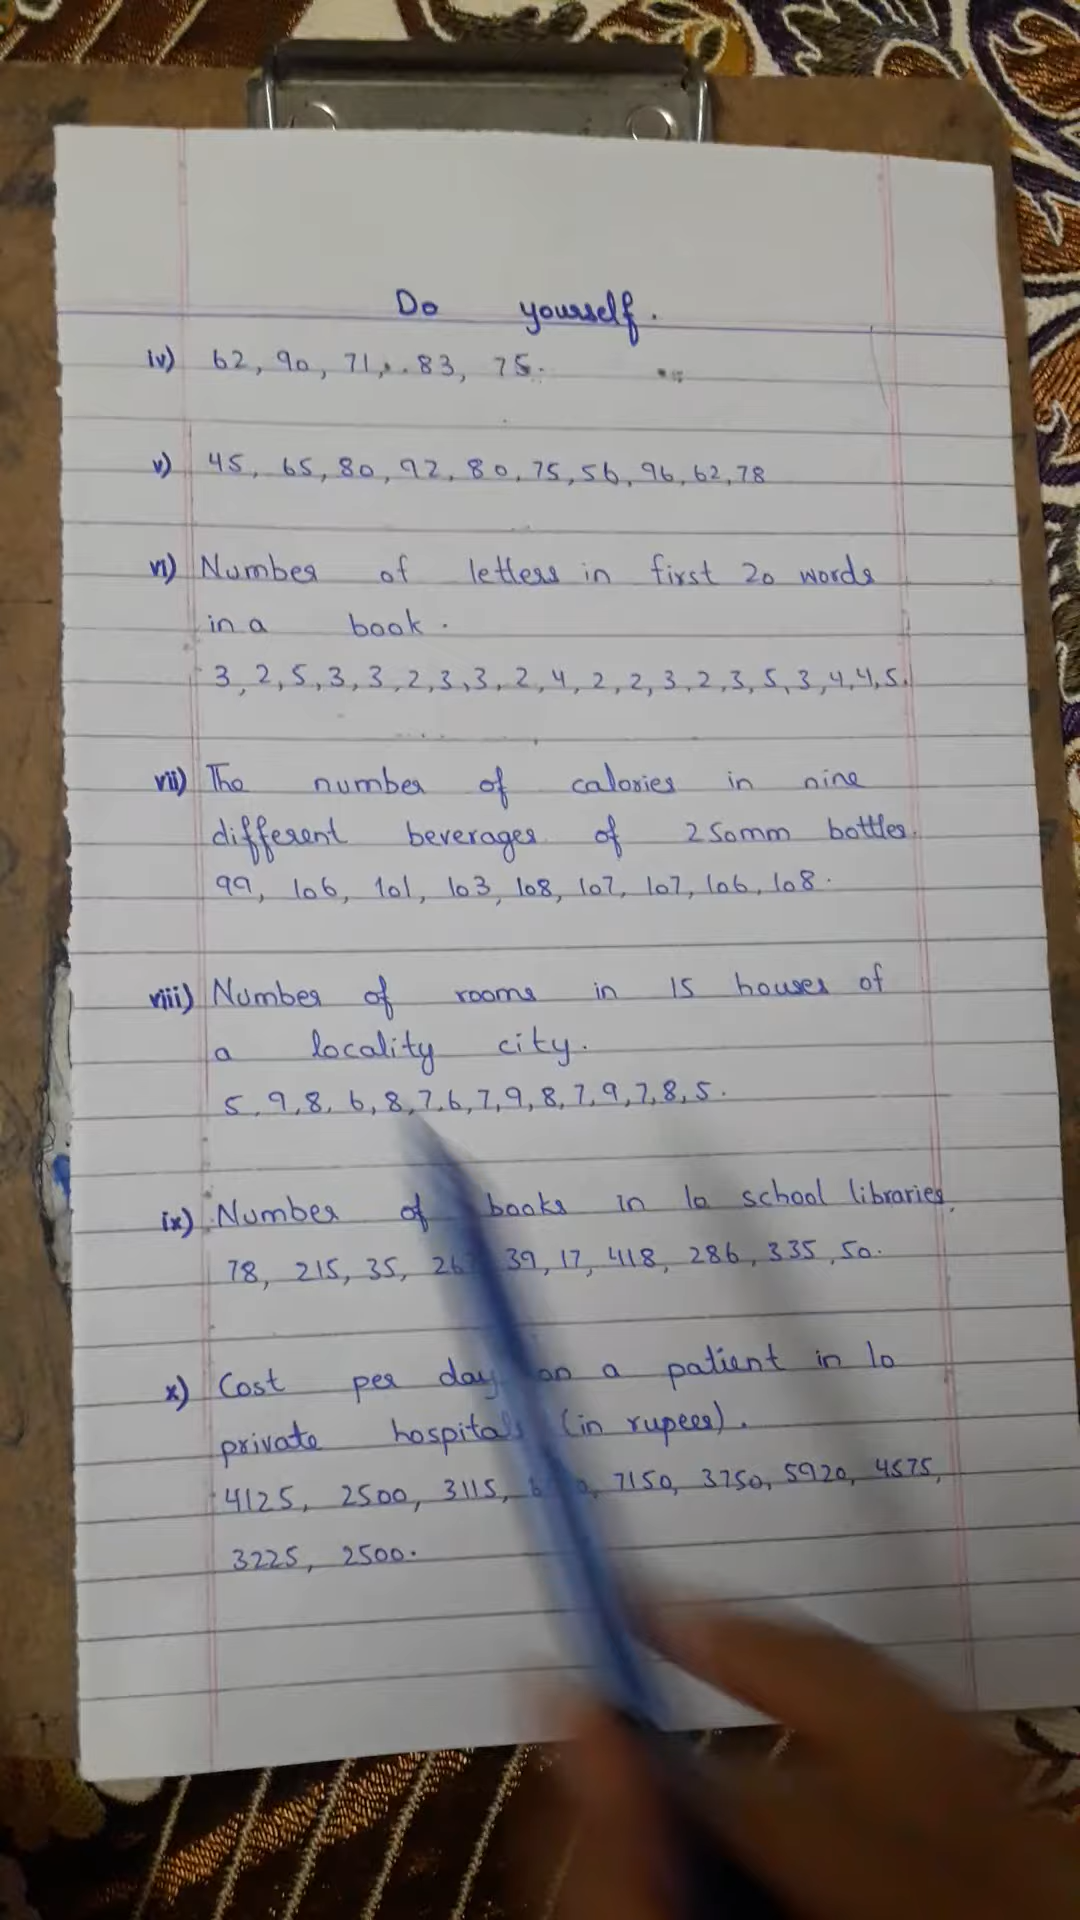 Do yourself.
iv) 62, 90, 71, 83, 75.
v) 45, 65, 80, 92, 80, 75, 56, 96, 62, 78
vi) Number of letters in first 20 words
in a book.
3, 2, 5, 3, 3, 2, 3, 3, 2, 4, 2, 2, 3, 2, 3, 5, 3, 4, 4, 5.
vii) The number of calories in nine
different beverages of 250mm bottles.
99, 106, 101, 103, 108, 107, 107, 106, 108.
viii) Number of rooms in 15 houses of
a locality city.
5, 9, 8, 6, 8, 7, 6, 7, 9, 8, 7, 9, 7, 8, 5.
ix) Number of books in 10 school libraries.
78, 215, 35, 39, 17, 418, 286, 335, 50.
x) Cost per day on a patient in 10
private hospitals (in rupees).
4125, 2500, 3115, 7150, 3750, 5920, 4575,
3225, 2500.